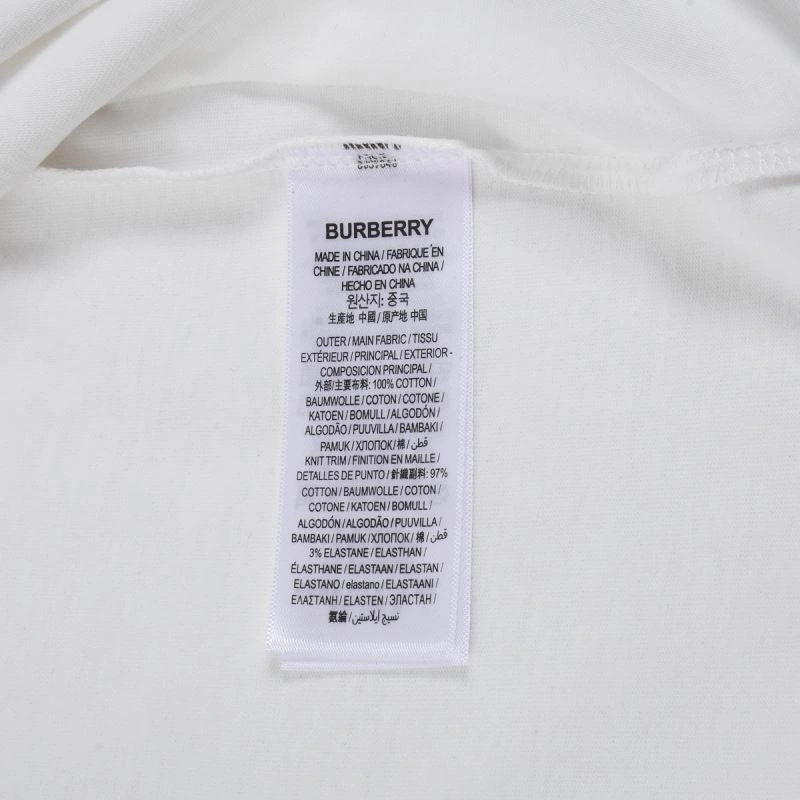 BURBERRY
MADE IN CHINA / FABRIQUÉ EN
CHINE / FABRICADO NA CHINA /
HECHO EN CHINA
원산지: 중국
生産地 中國 / 原产地 中国
OUTER / MAIN FABRIC / TISSU
EXTÉRIEUR / PRINCIPAL / EXTERIOR -
COMPOSICION PRINCIPAL /
外部/主要布料: 100% COTTON /
BAUMWOLLE / COTON / COTONE /
KATOEN / BOMULL / ALGODÓN /
ALGODÃO / PUUVILLA / BAMBAKI /
PAMUK / ХЛОПОК / 棉 / قطن
KNIT TRIM / FINITION EN MAILLE /
DETALLES DE PUNTO / 針織副料: 97%
COTTON / BAUMWOLLE / COTON /
COTONE / KATOEN / BOMULL /
ALGODÓN / ALGODÃO / PUUVILLA /
BAMBAKI / PAMUK / ХЛОПОК / 棉 / قطن
3% ELASTANE / ELASTHAN /
ÉLASTHANE / ELASTAAN / ELASTAN /
ELASTANO / elastano / ELASTAANI /
ΕΛΑΣΤΑΝΗ / ELASTEN / ЭЛАСТАН /
氨綸 / نسيج إيلاستين